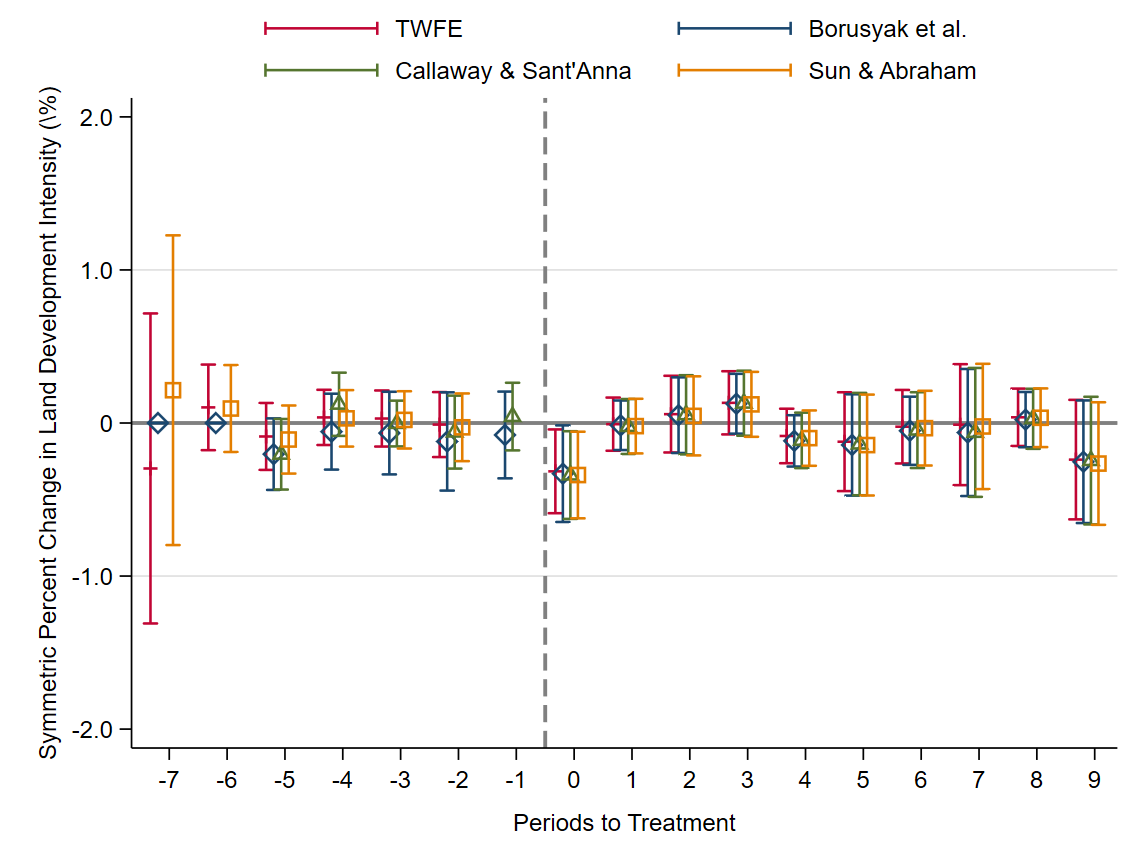 TWFE
Borusyak et al.
Callaway & Sant'Anna
Sun & Abraham
Symmetric Percent Change in Land Development Intensity (\%)
2.0
1.0
0
-1.0
-2.0
-7 -6 -5 -4 -3 -2 -1 0 1 2 3 4 5 6 7 8 9
Periods to Treatment